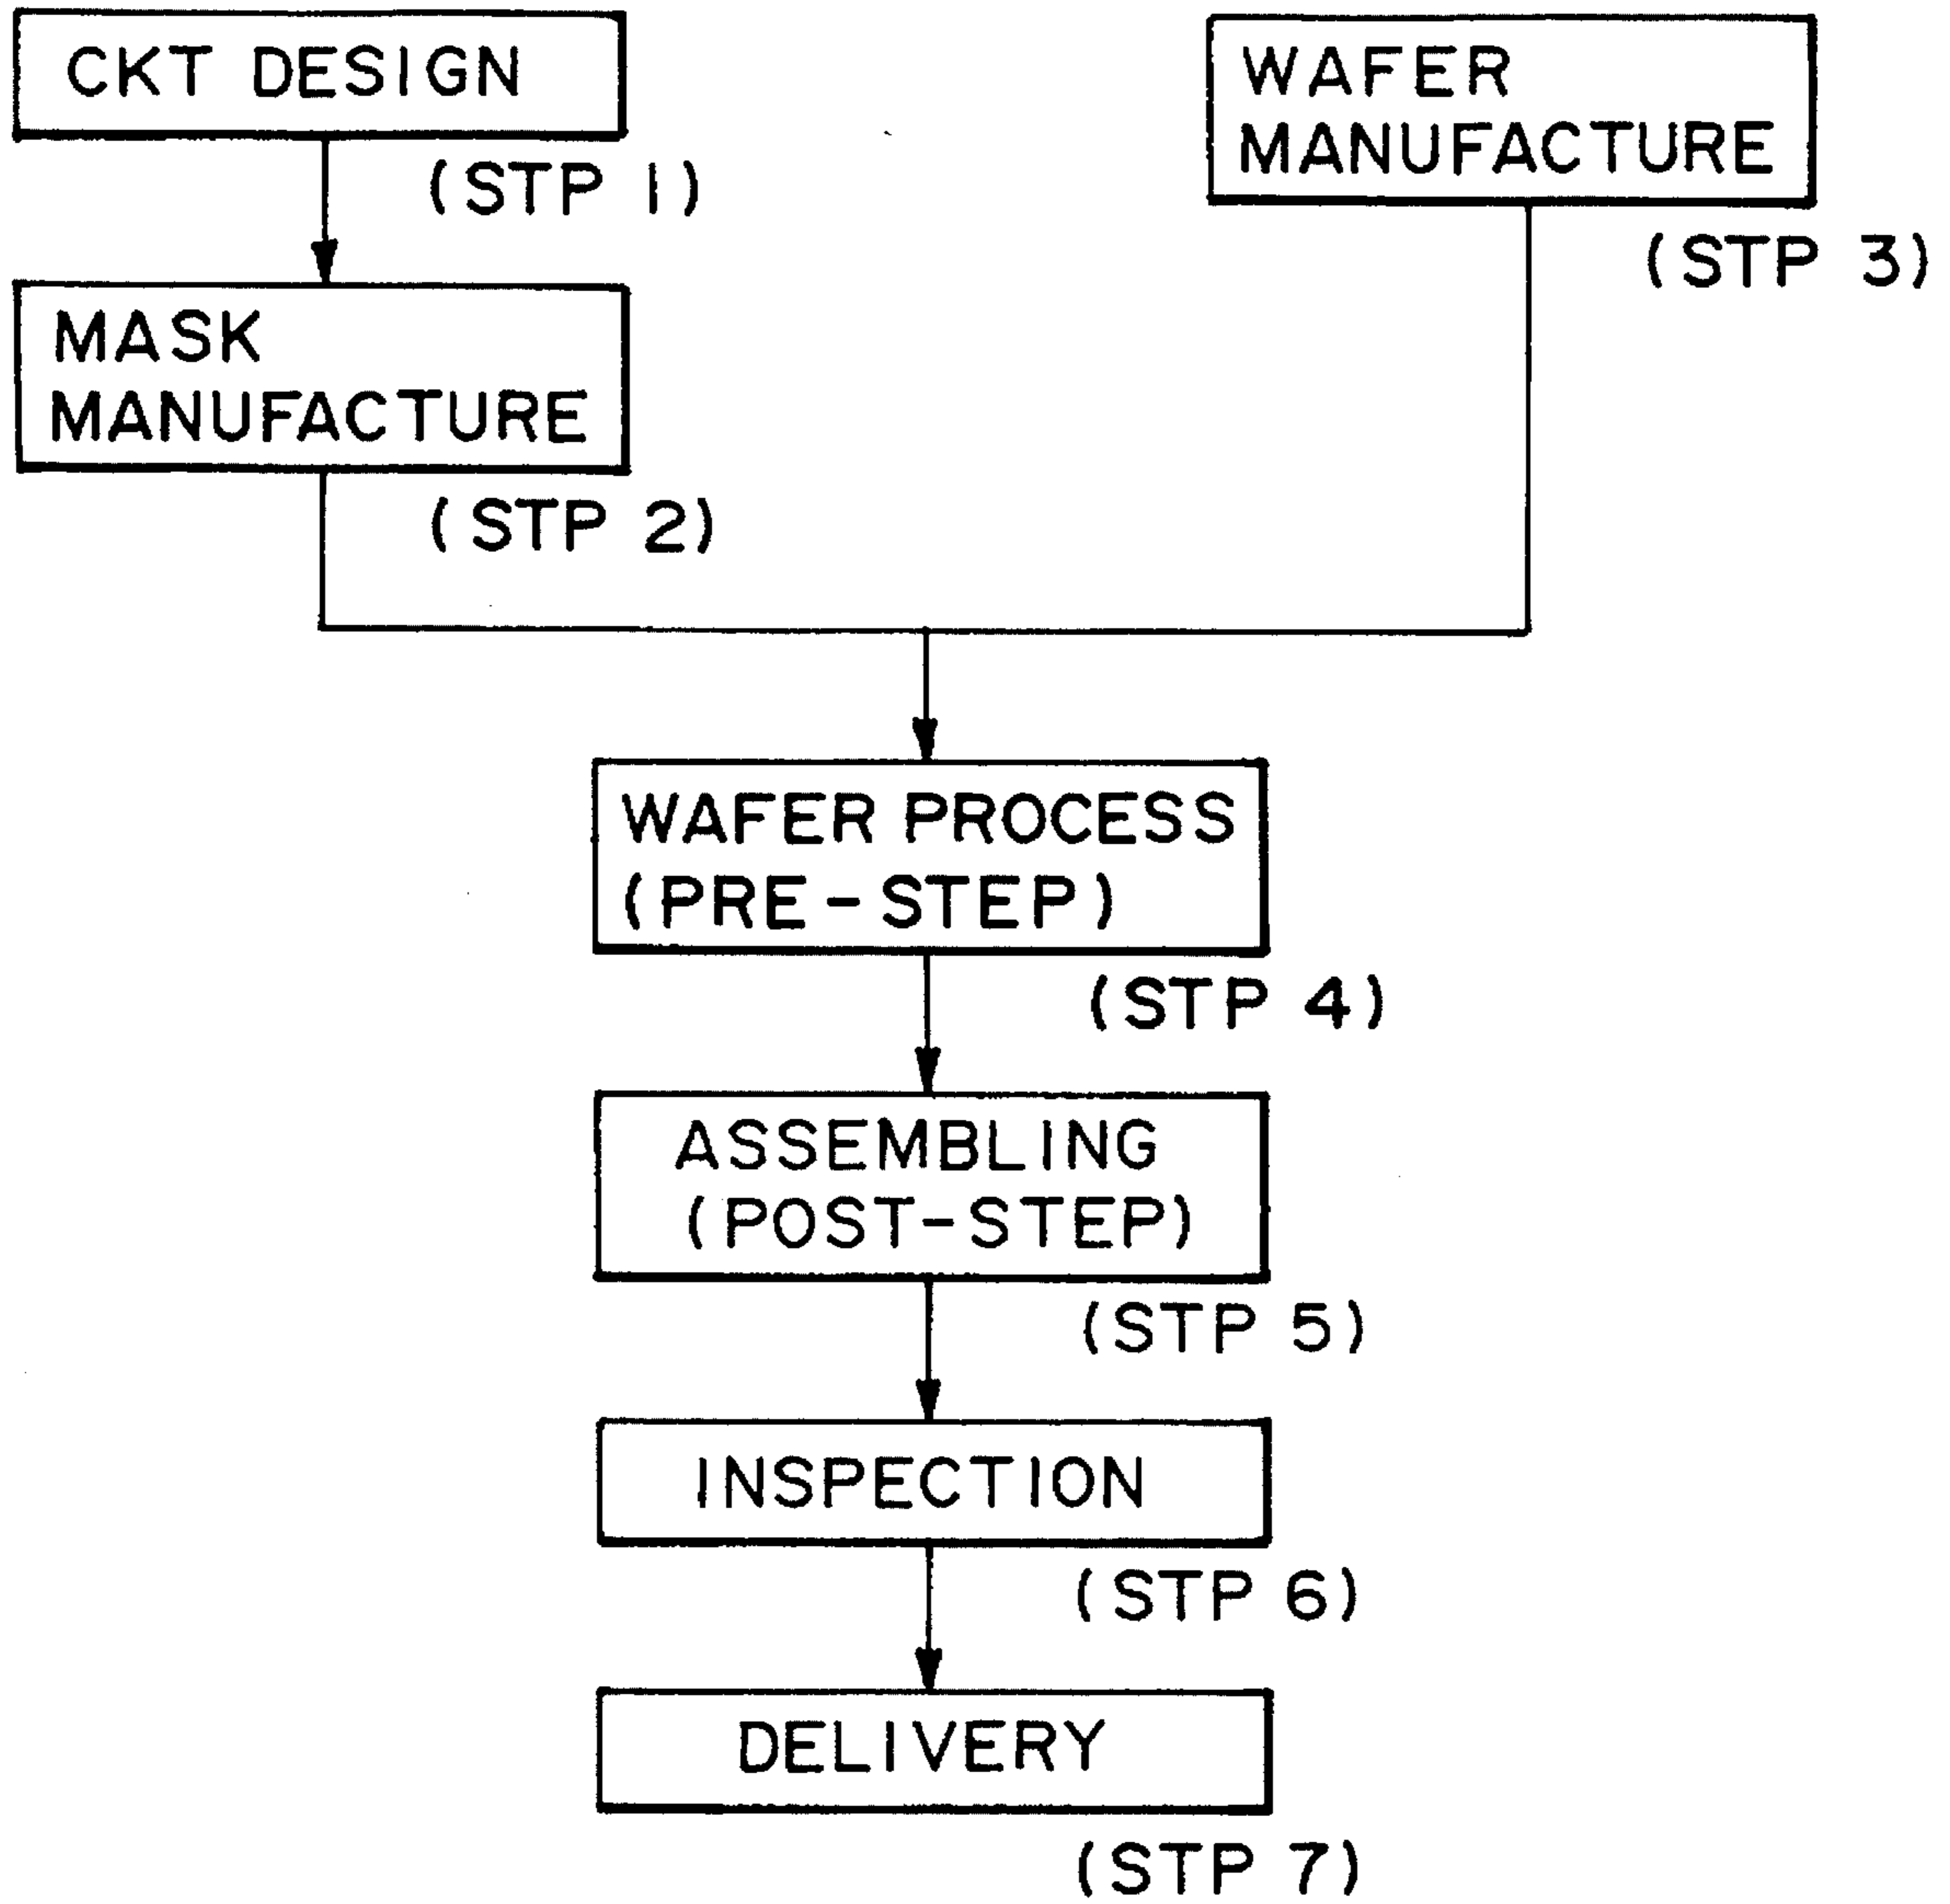 CKT DESIGN
(STP 1)
MASK
MANUFACTURE
(STP 2)
WAFER
MANUFACTURE
(STP 3)
WAFER PROCESS
(PRE-STEP)
(STP 4)
ASSEMBLING
(POST-STEP)
(STP 5)
INSPECTION
(STP 6)
DELIVERY
(STP 7)